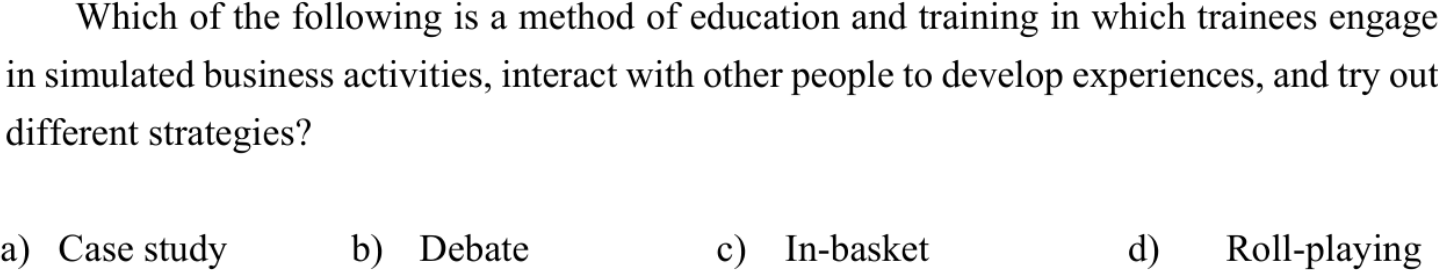 Which of the following is a method of education and training in which trainees engage
in simulated business activities, interact with other people to develop experiences, and try out
different strategies?
a) Case study b) Debate c) In-basket d) Roll-playing